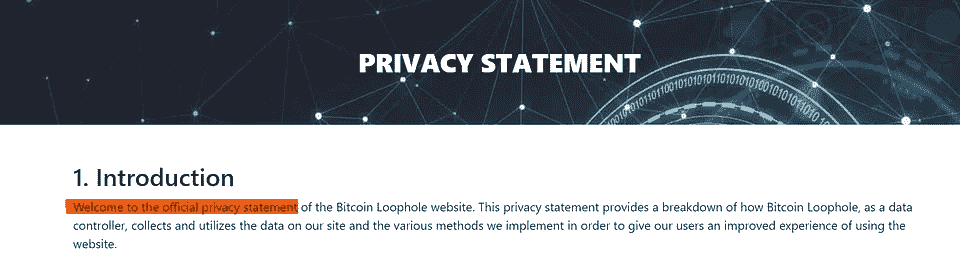 PRIVACY STATEMENT
1. Introduction
Welcome to the official privacy statement of the Bitcoin Loophole website. This privacy statement provides a breakdown of how Bitcoin Loophole, as a data
controller, collects and utilizes the data on our site and the various methods we implement in order to give our users an improved experience of using the
website.